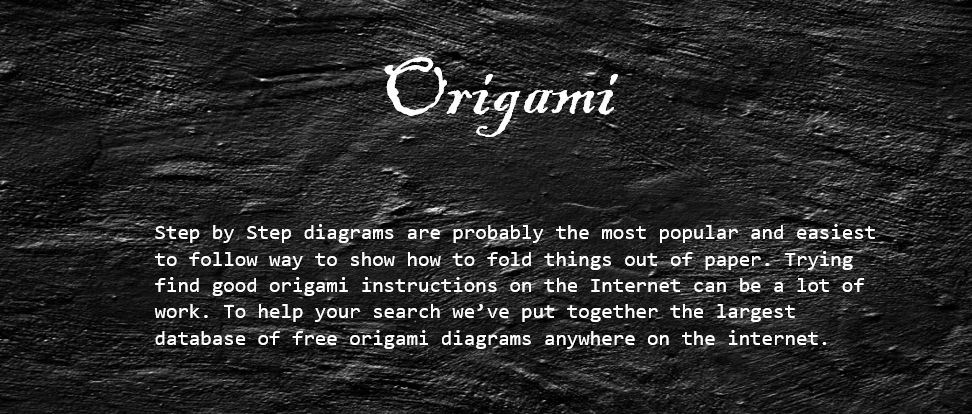 Origami
Step by Step diagrams are probably the most popular and easiest
to follow way to show how to fold things out of paper. Trying
find good origami instructions on the Internet can be a lot of
work. To help your search we’ve put together the largest
database of free origami diagrams anywhere on the internet.